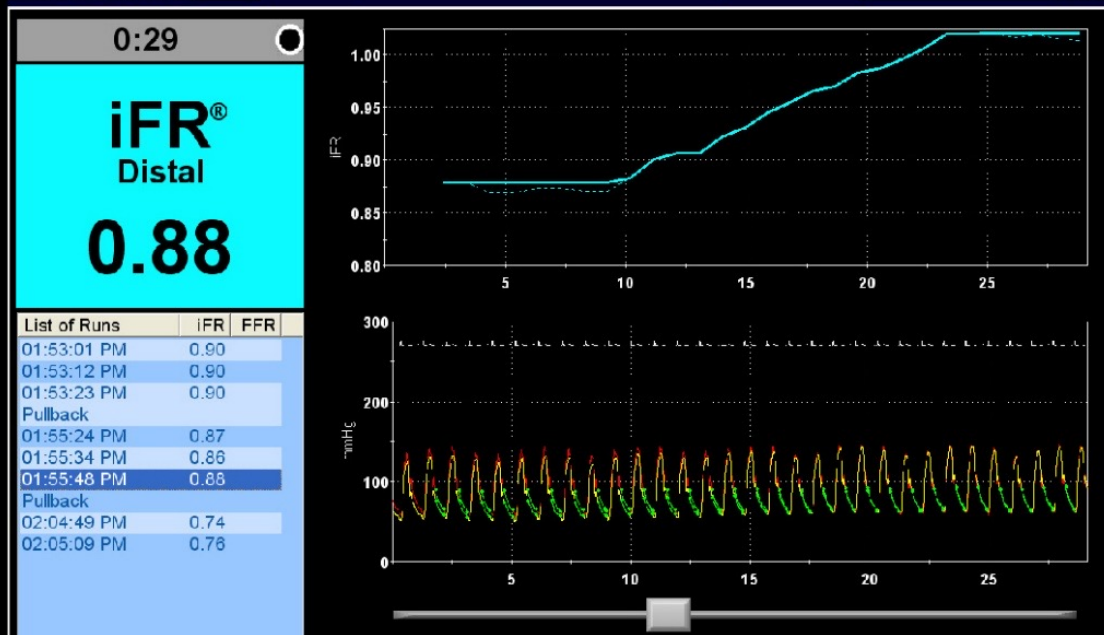 0:29
iFR®
Distal
0.88
List of Runs iFR FFR
01:53:01 PM 0.90
01:53:12 PM 0.90
01:53:23 PM 0.90
Pullback
01:55:24 PM 0.87
01:55:34 PM 0.86
01:55:48 PM 0.88
Pullback
02:04:49 PM 0.74
02:05:09 PM 0.76
iFR
1.00
0.95
0.90
0.85
0.80
5 10 15 20 25
mmHg
300
200
100
0
5 10 15 20 25